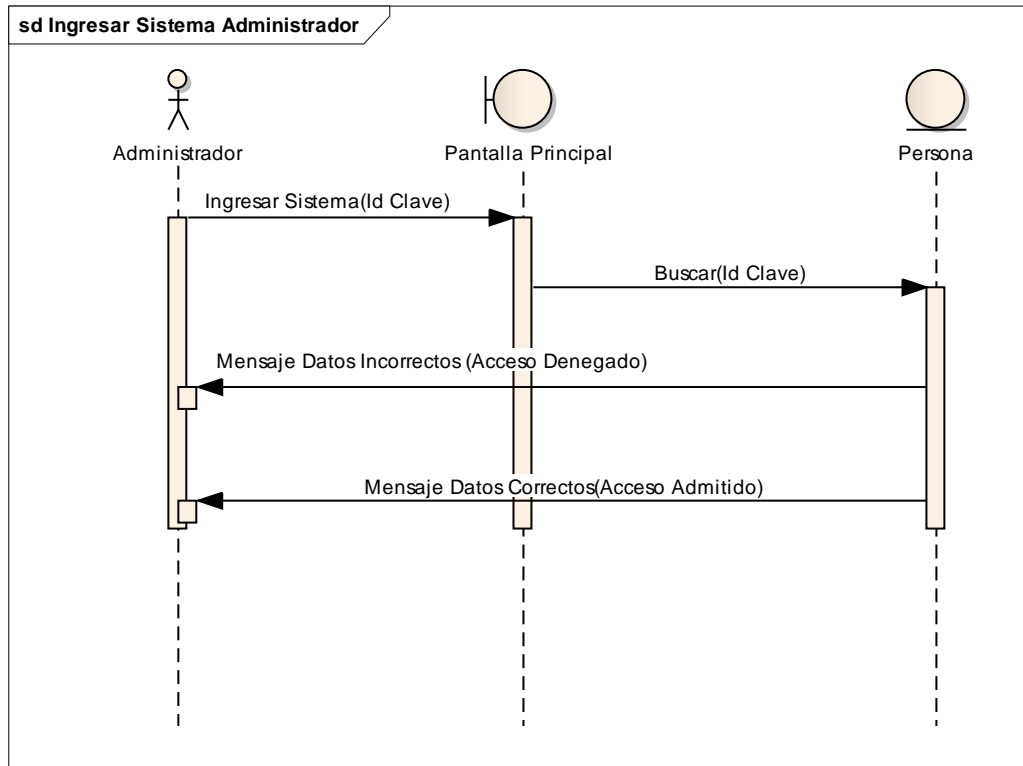 sd Ingresar Sistema Administrador
Administrador
Pantalla Principal
Persona
Ingresar Sistema(Id Clave)
Buscar(Id Clave)
Mensaje Datos Incorrectos (Acceso Denegado)
Mensaje Datos Correctos(Acceso Admitido)